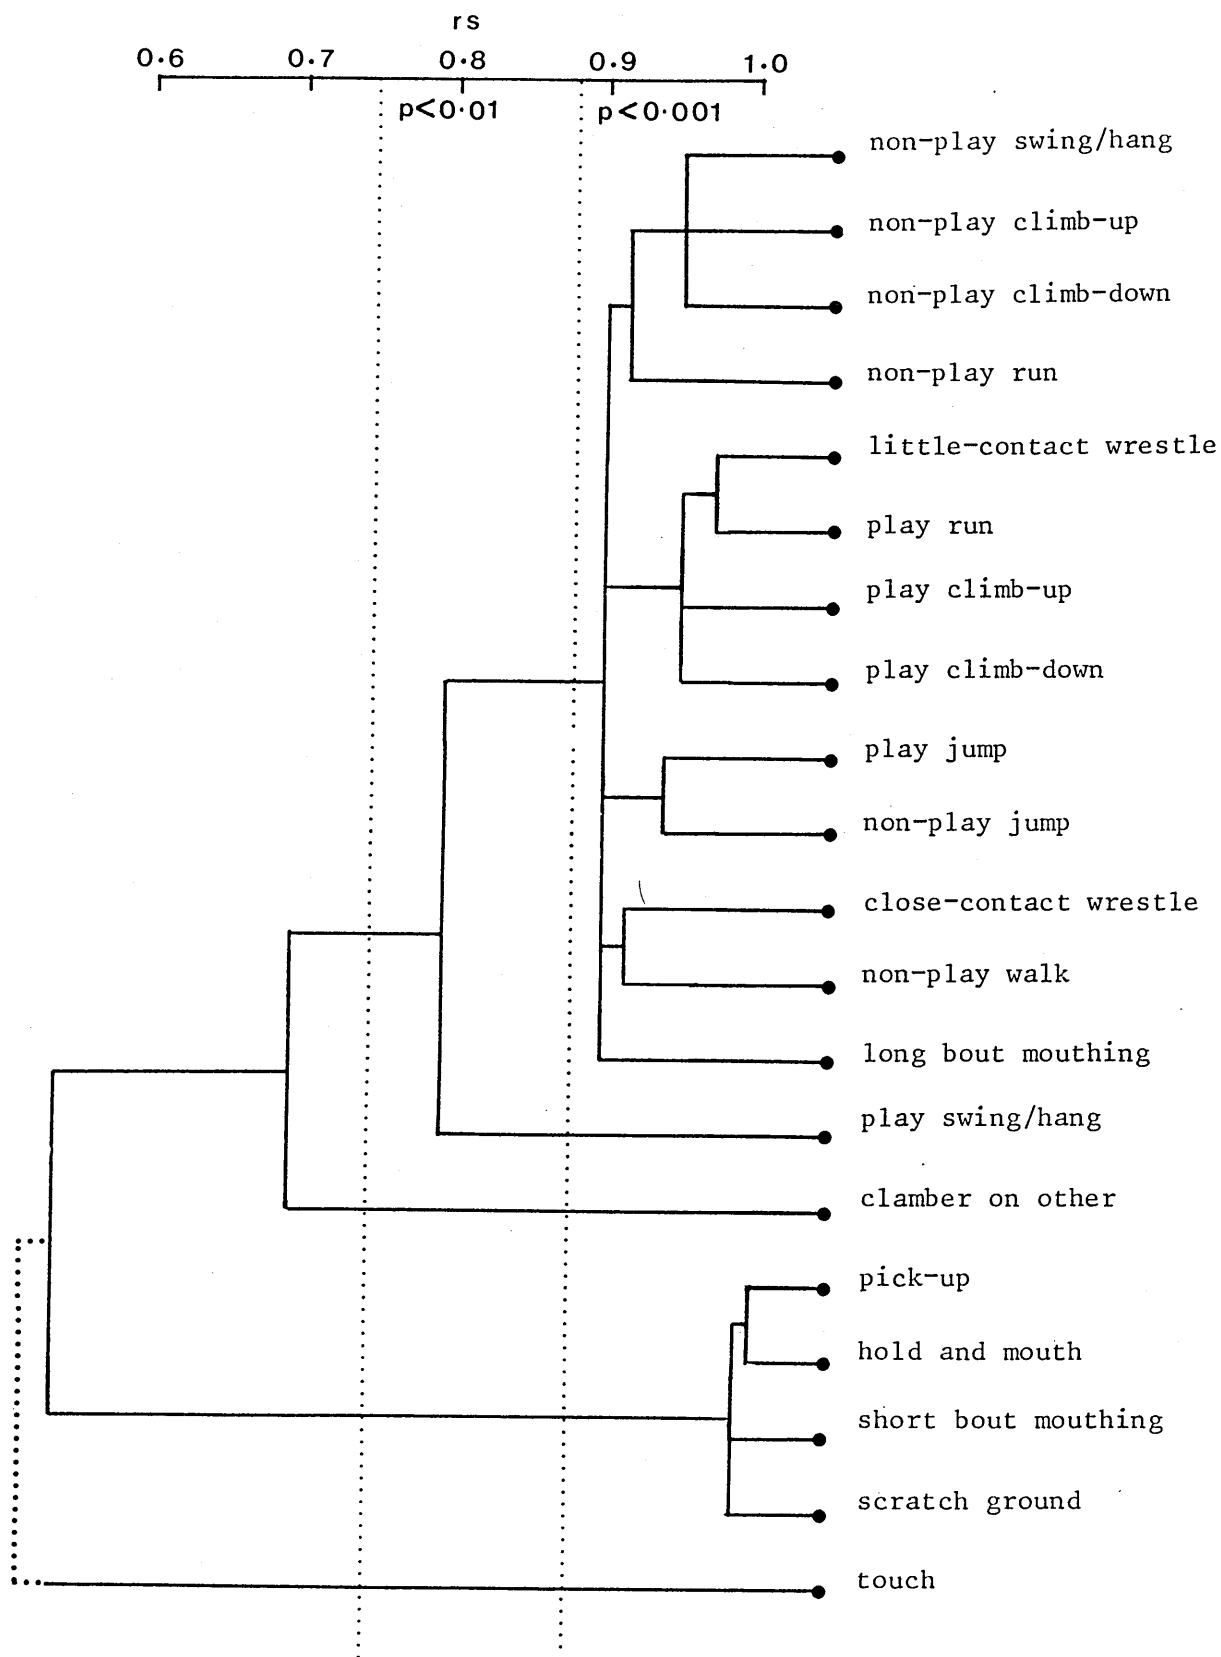 rs
0.6 0.7 0.8 0.9 1.0
p<0·01 p<0·001
non-play swing/hang
non-play climb-up
non-play climb-down
non-play run
little-contact wrestle
play run
play climb-up
play climb-down
play jump
non-play jump
close-contact wrestle
non-play walk
long bout mouthing
play swing/hang
clamber on other
pick-up
hold and mouth
short bout mouthing
scratch ground
touch